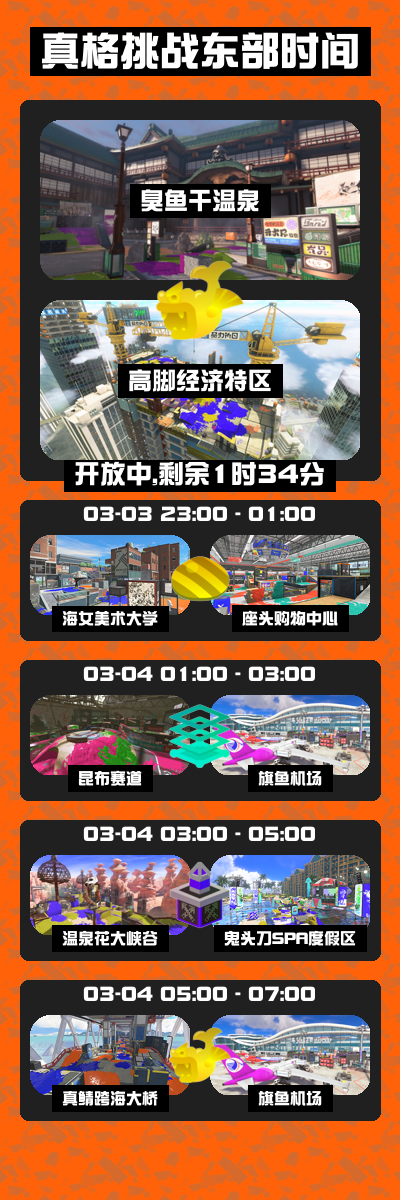 真格挑战东部时间
臭鱼干温泉
高脚经济特区
开放中,剩余1时34分
03-03 23:00 - 01:00
海女美术大学
座头购物中心
03-04 01:00 - 03:00
昆布赛道
旗鱼机场
03-04 03:00 - 05:00
温泉花大峡谷
鬼头刀SPA度假区
03-04 05:00 - 07:00
真鲭跨海大桥
旗鱼机场